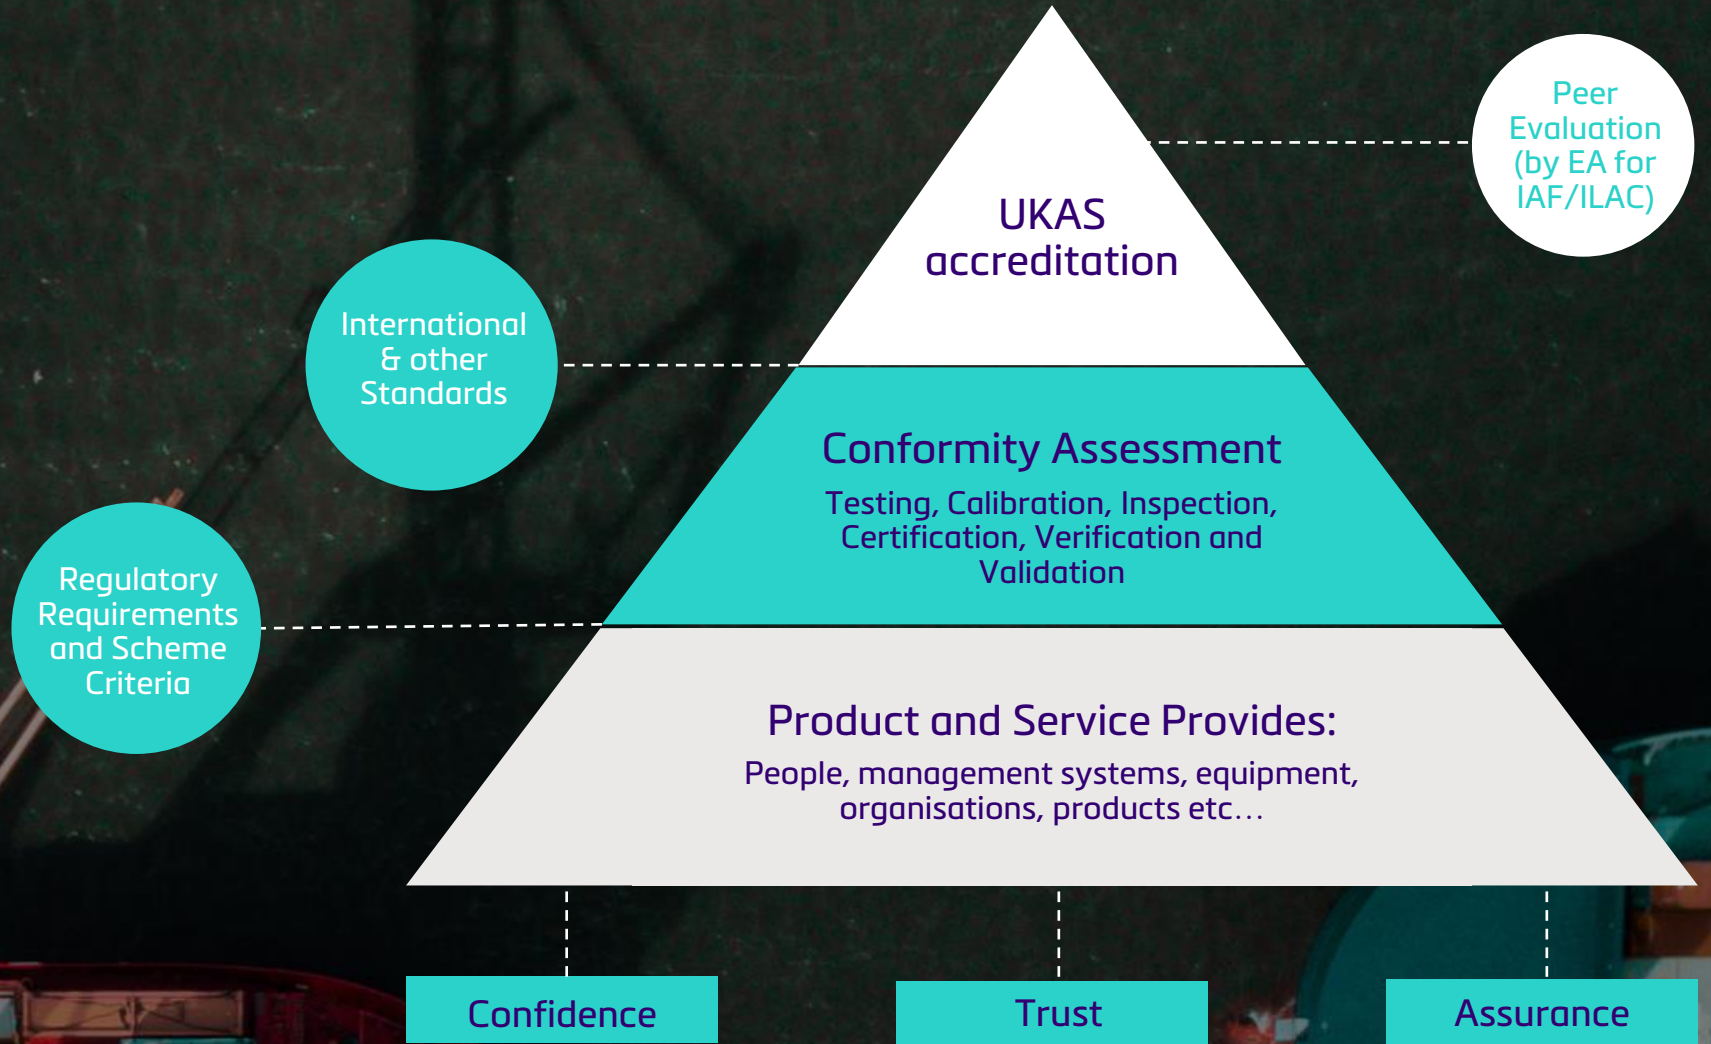 Peer
Evaluation
(by EA for
IAF/ILAC)
UKAS
accreditation
International
& other
Standards
Conformity Assessment
Testing, Calibration, Inspection,
Certification, Verification and
Validation
Regulatory
Requirements
and Scheme
Criteria
Product and Service Provides:
People, management systems, equipment,
organisations, products etc...
Confidence
Trust
Assurance